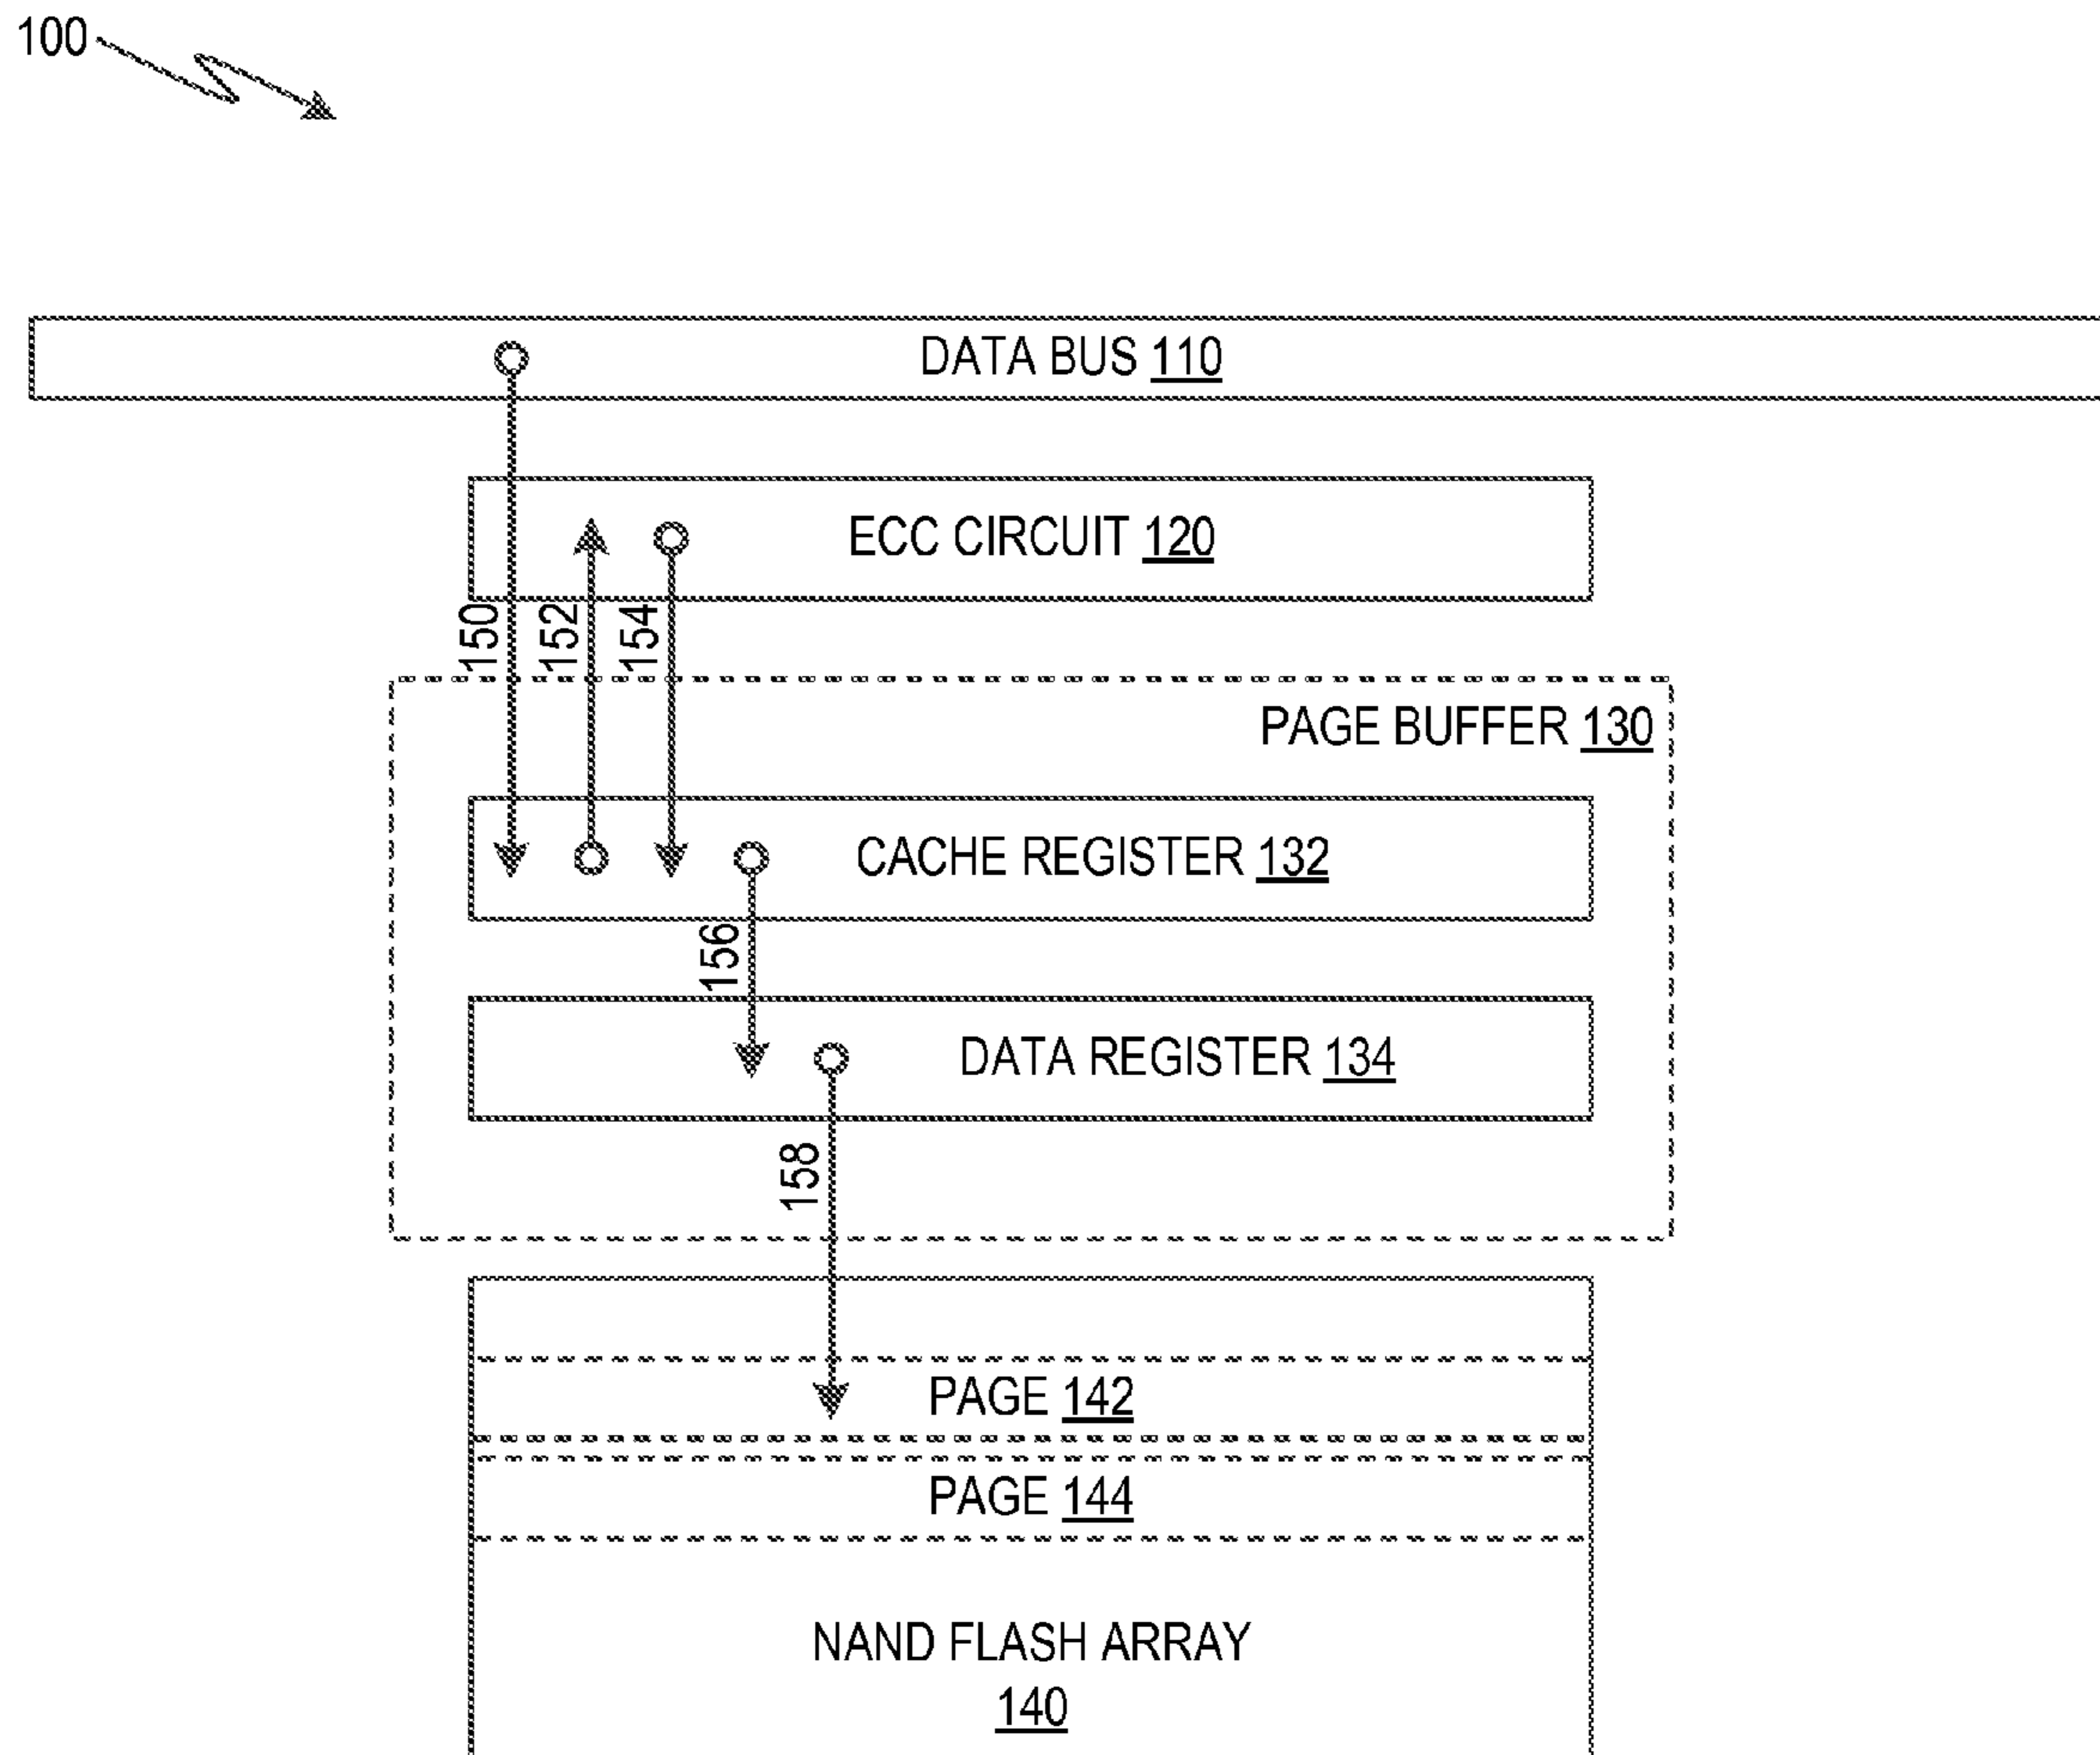 100
DATA BUS 110
ECC CIRCUIT 120
150
152
154
PAGE BUFFER 130
CACHE REGISTER 132
156
DATA REGISTER 134
158
PAGE 142
PAGE 144
NAND FLASH ARRAY
140